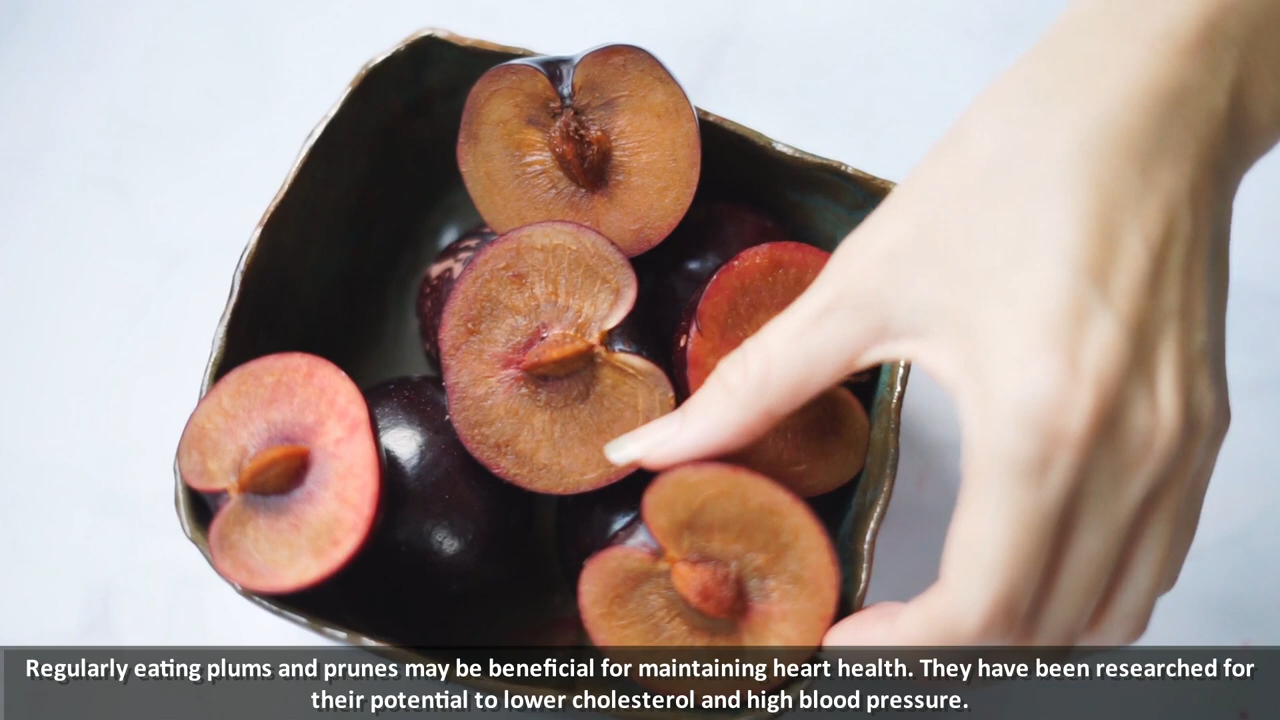 Regularly eating plums and prunes may be beneficial for maintaining heart health. They have been researched for
their potential to lower cholesterol and high blood pressure.